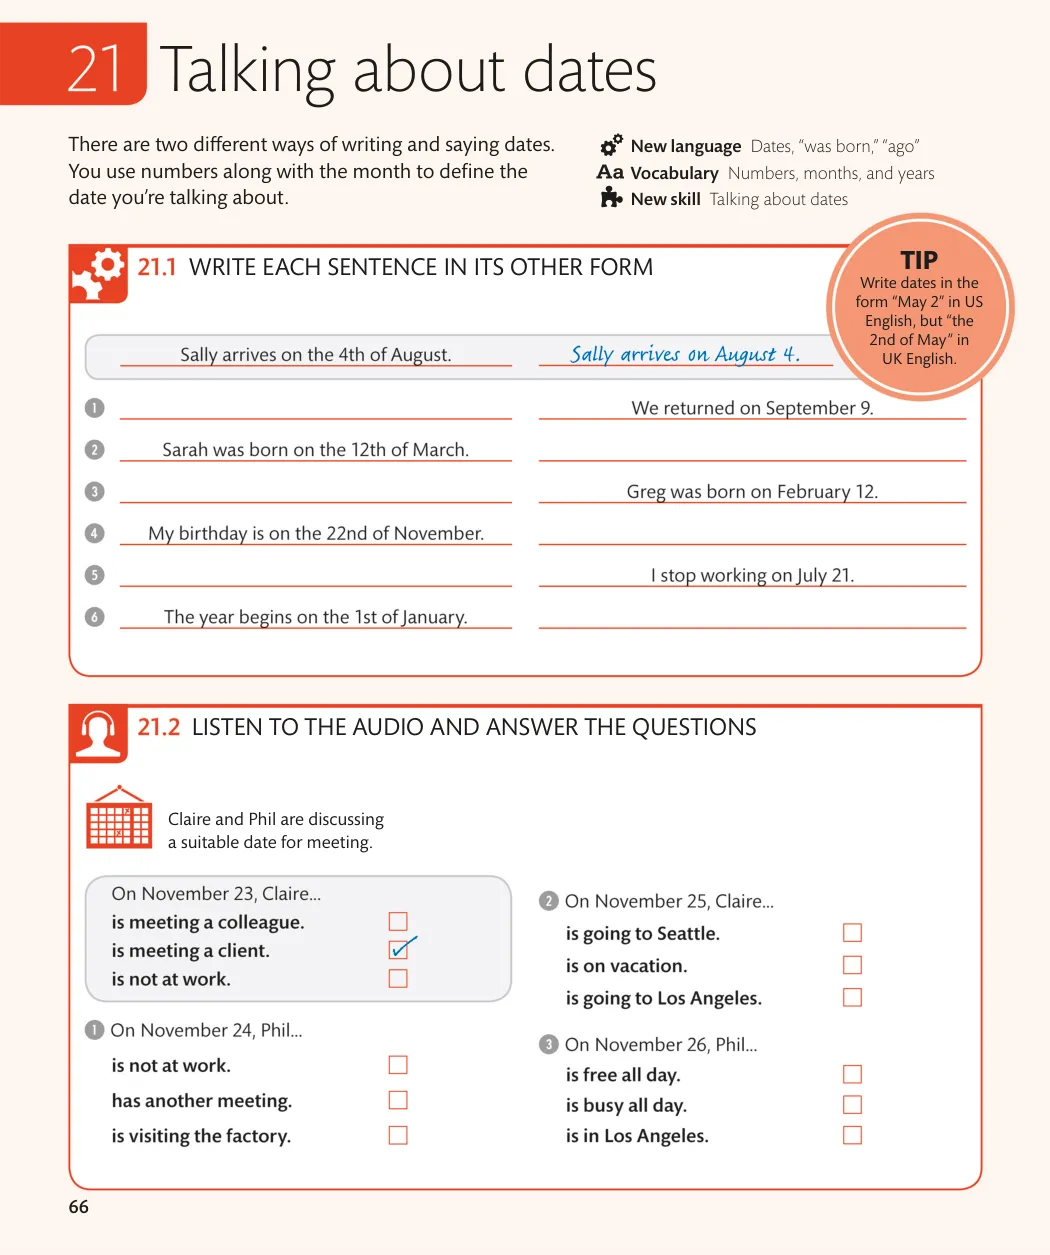 21 Talking about dates
There are two different ways of writing and saying dates.
You use numbers along with the month to define the
date you’re talking about.
New language Dates, “was born,” “ago”
Aa Vocabulary Numbers, months, and years
New skill Talking about dates
21.1 WRITE EACH SENTENCE IN ITS OTHER FORM
TIP
Write dates in the
form “May 2” in US
English, but “the
2nd of May” in
UK English.
Sally arrives on the 4th of August. Sally arrives on August 4.
1 We returned on September 9.
2 Sarah was born on the 12th of March.
3 Greg was born on February 12.
4 My birthday is on the 22nd of November.
5 I stop working on July 21.
6 The year begins on the 1st of January.
21.2 LISTEN TO THE AUDIO AND ANSWER THE QUESTIONS
Claire and Phil are discussing
a suitable date for meeting.
On November 23, Claire...
is meeting a colleague.
is meeting a client.
is not at work.
1 On November 24, Phil...
is not at work.
has another meeting.
is visiting the factory.
2 On November 25, Claire...
is going to Seattle.
is on vacation.
is going to Los Angeles.
3 On November 26, Phil...
is free all day.
is busy all day.
is in Los Angeles.
66